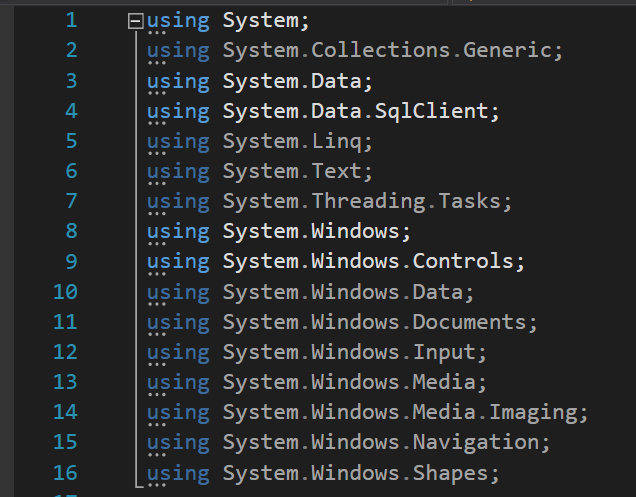 1 using System;
2 using System.Collections.Generic;
3 using System.Data;
4 using System.Data.SqlClient;
5 using System.Linq;
6 using System.Text;
7 using System.Threading.Tasks;
8 using System.Windows;
9 using System.Windows.Controls;
10 using System.Windows.Data;
11 using System.Windows.Documents;
12 using System.Windows.Input;
13 using System.Windows.Media;
14 using System.Windows.Media.Imaging;
15 using System.Windows.Navigation;
16 using System.Windows.Shapes;